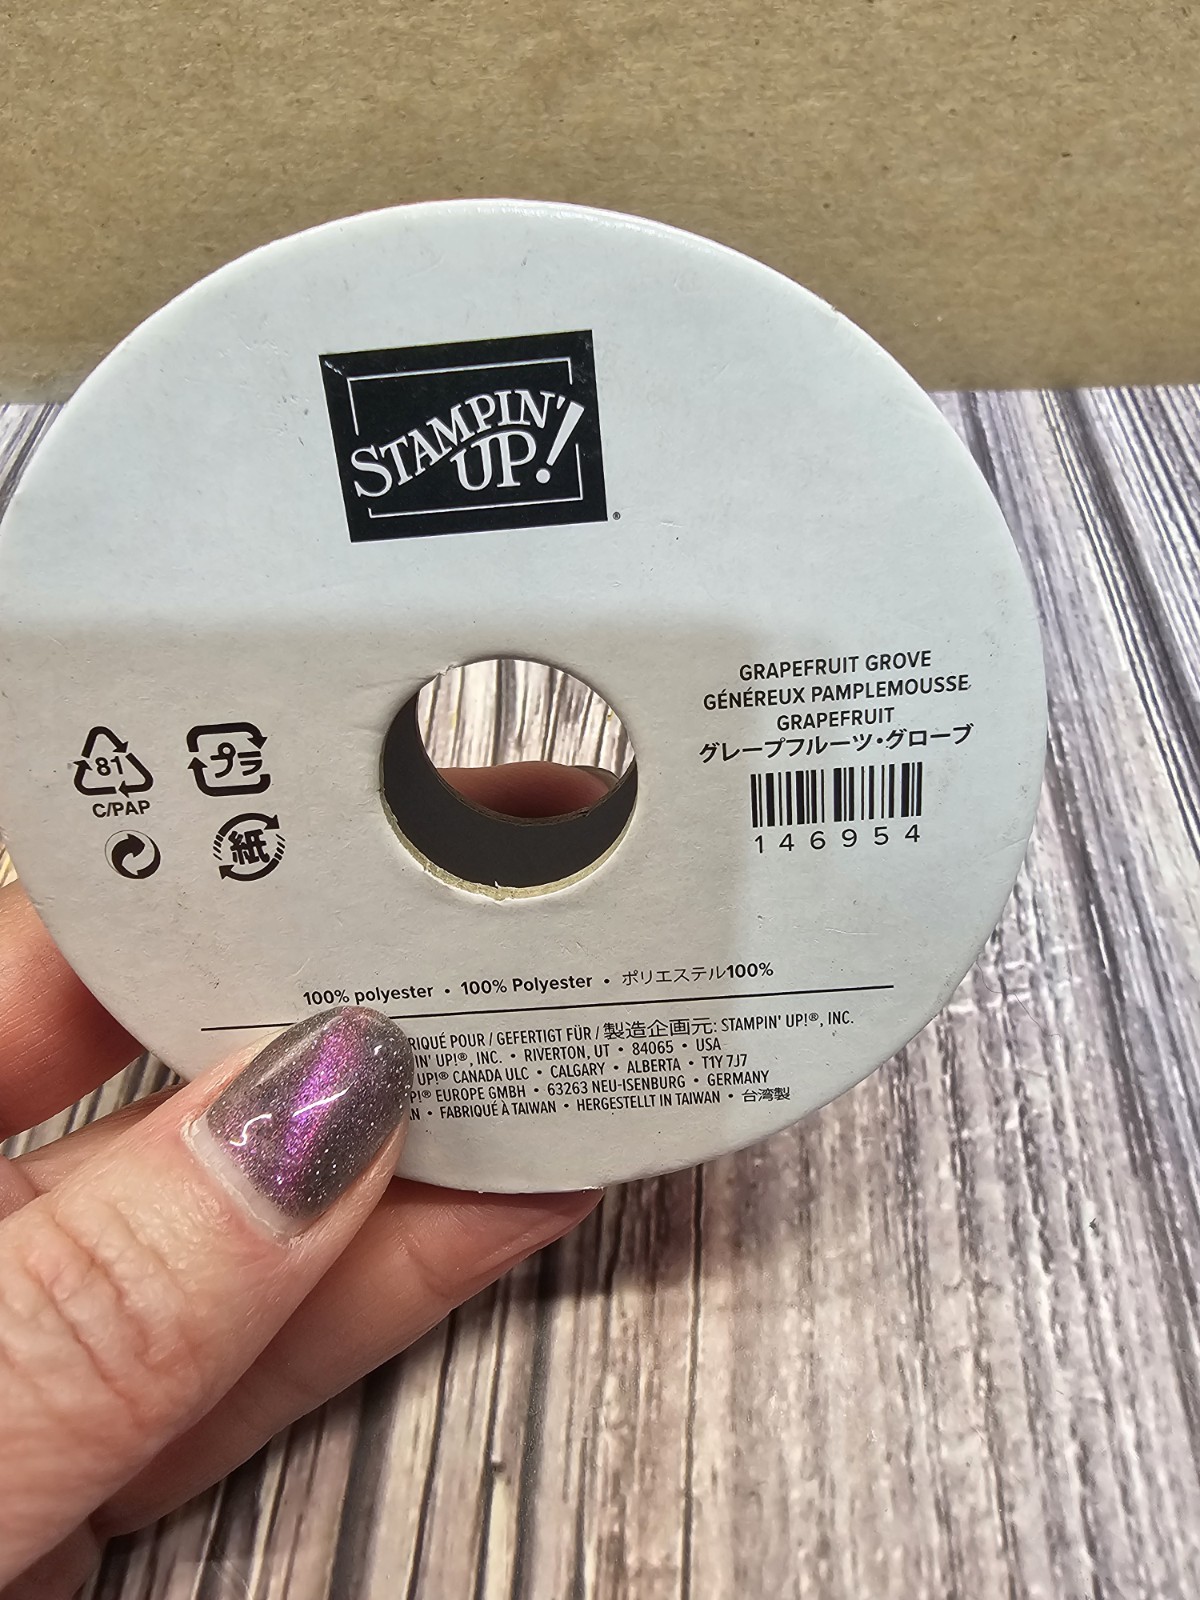 STAMPIN'
UP!
®
GRAPEFRUIT GROVE
GÉNÉREUX PAMPLEMOUSSE
GRAPEFRUIT
グレープフルーツ・グローブ
146954
81
C/PAP
プラ
紙
100% polyester • 100% Polyester • ポリエステル100%
POUR / GEFERTIGT FÜR / 製造企画元: STAMPIN' UP!®, INC.
UP!®, INC. • RIVERTON, UT • 84065 • USA
UP!® CANADA ULC • CALGARY • ALBERTA • T1Y 7J7
EUROPE GMBH • 63263 NEU-ISENBURG • GERMANY
• FABRIQUÉ À TAIWAN • HERGESTELLT IN TAIWAN • 台湾製